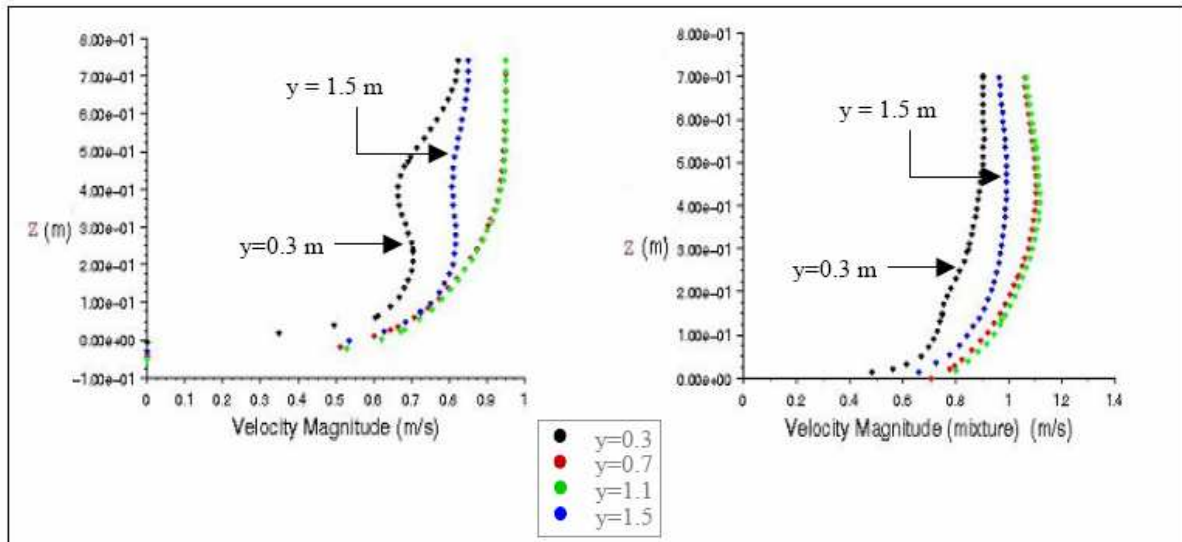 8.00e-01
7.00e-01
6.00e-01
5.00e-01
4.00e-01
3.00e-01
2.00e-01
1.00e-01
0.00e+00
-1.00e-01
Z (m)
y = 1.5 m
y=0.3 m
0 0.1 0.2 0.3 0.4 0.5 0.6 0.7 0.8 0.9 1
Velocity Magnitude (m/s)
8.00e-01
7.00e-01
6.00e-01
5.00e-01
4.00e-01
3.00e-01
2.00e-01
1.00e-01
0.00e+00
Z (m)
y = 1.5 m
y=0.3 m
0 0.2 0.4 0.6 0.8 1 1.2 1.4
Velocity Magnitude (mixture) (m/s)
y=0.3
y=0.7
y=1.1
y=1.5